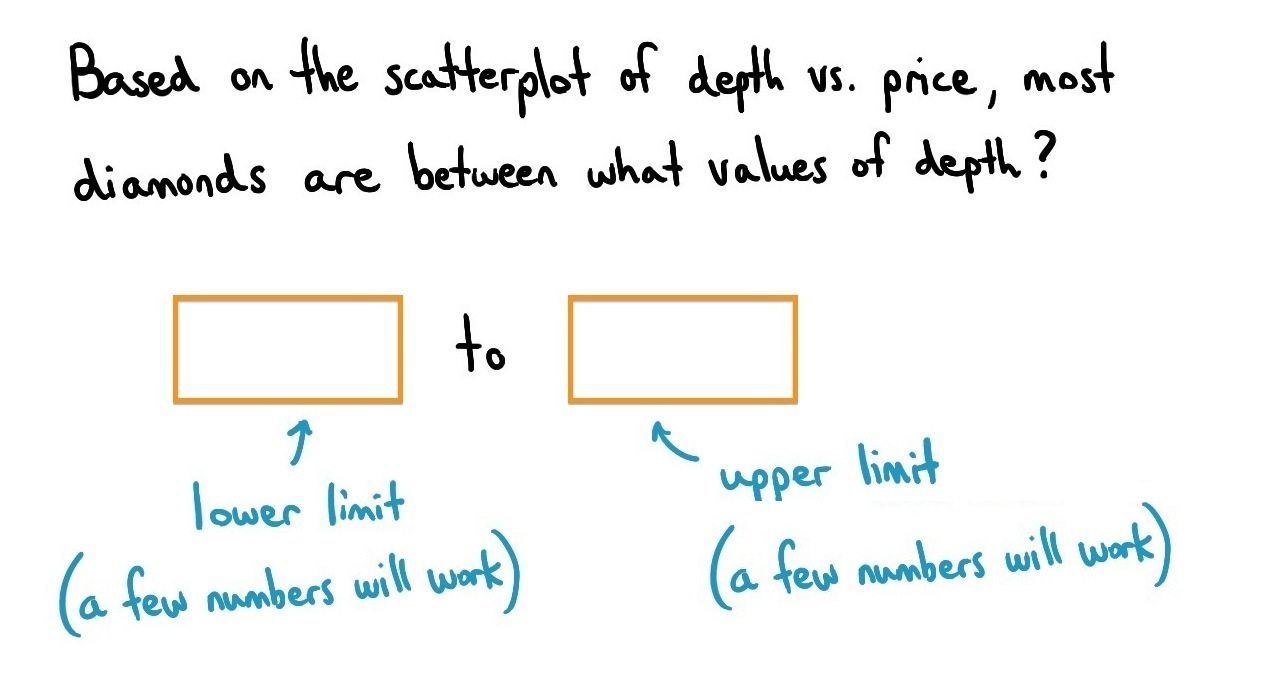 Based on the scatterplot of depth vs. price, most
diamonds are between what values of depth?
to
lower limit
(a few numbers will work)
upper limit
(a few numbers will work)